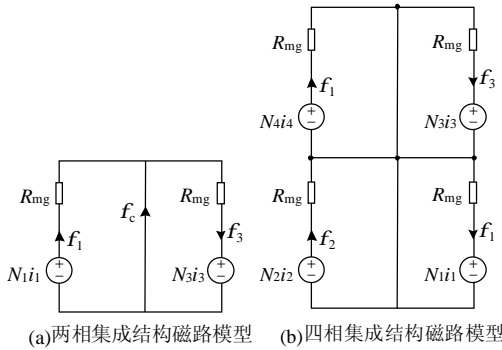 Rmg Rmg
f1 f3
N4i4 N3i3
Rmg Rmg Rmg Rmg
fc
f1 f3 f2 f1
N1i1 N3i3 N2i2 N1i1
(a)两相集成结构磁路模型 (b)四相集成结构磁路模型